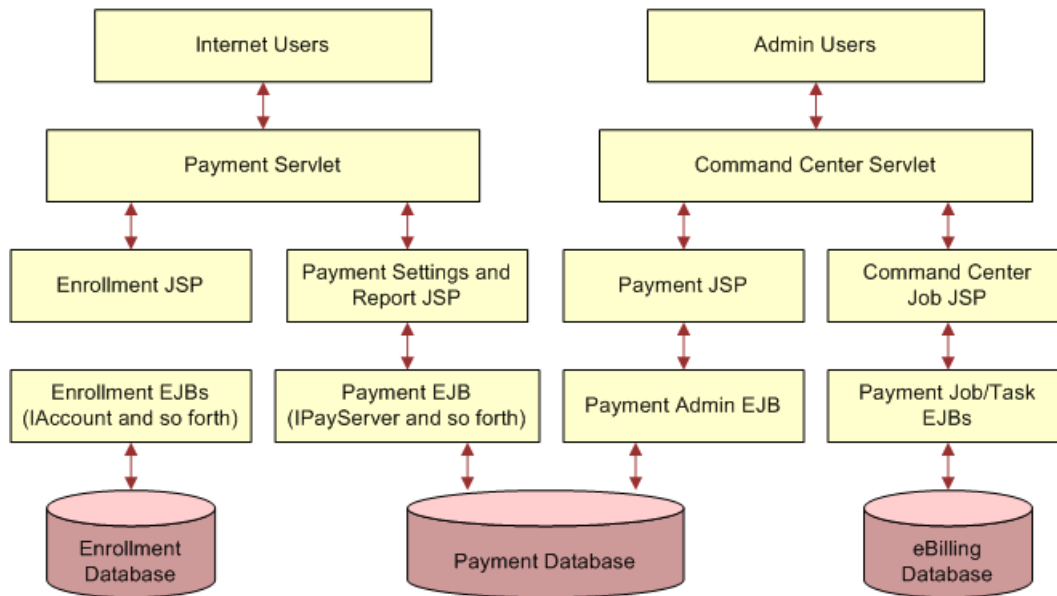 Internet Users
Admin Users
Payment Servlet
Command Center Servlet
Enrollment JSP
Payment Settings and
Report JSP
Payment JSP
Command Center
Job JSP
Enrollment EJBs
(IAccount and so forth)
Payment EJB
(IPayServer and so forth)
Payment Admin EJB
Payment Job/Task
EJBs
Enrollment
Database
Payment Database
eBilling
Database